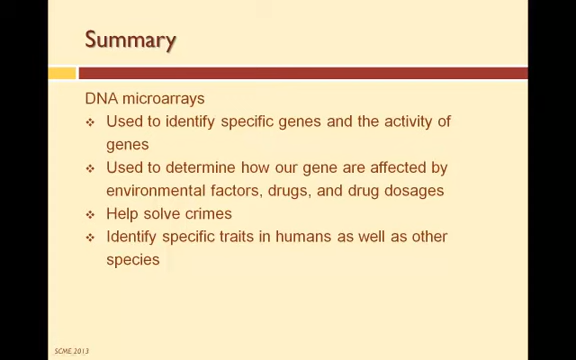 Summary
DNA microarrays
❖ Used to identify specific genes and the activity of
genes
❖ Used to determine how our gene are affected by
environmental factors, drugs, and drug dosages
❖ Help solve crimes
❖ Identify specific traits in humans as well as other
species
SCME 2013